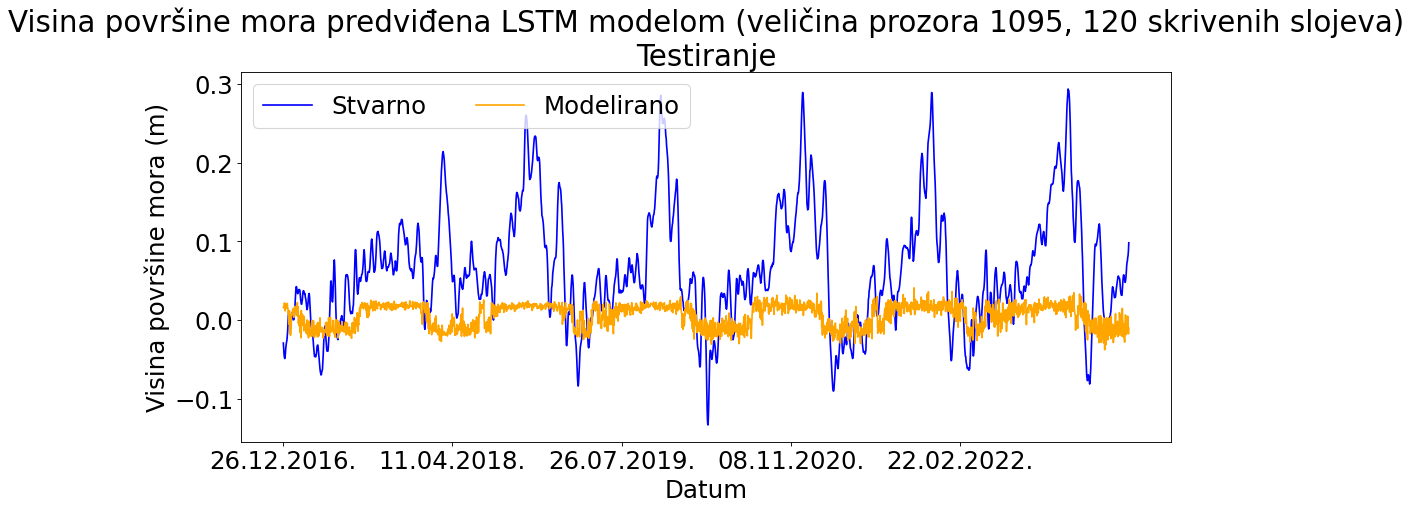 Visina površine mora predviđena LSTM modelom (veličina prozora 1095, 120 skrivenih slojeva)
Testiranje
Stvarno Modelirano
Visina površine mora (m)
0.3
0.2
0.1
0.0
−0.1
26.12.2016. 11.04.2018. 26.07.2019. 08.11.2020. 22.02.2022.
Datum